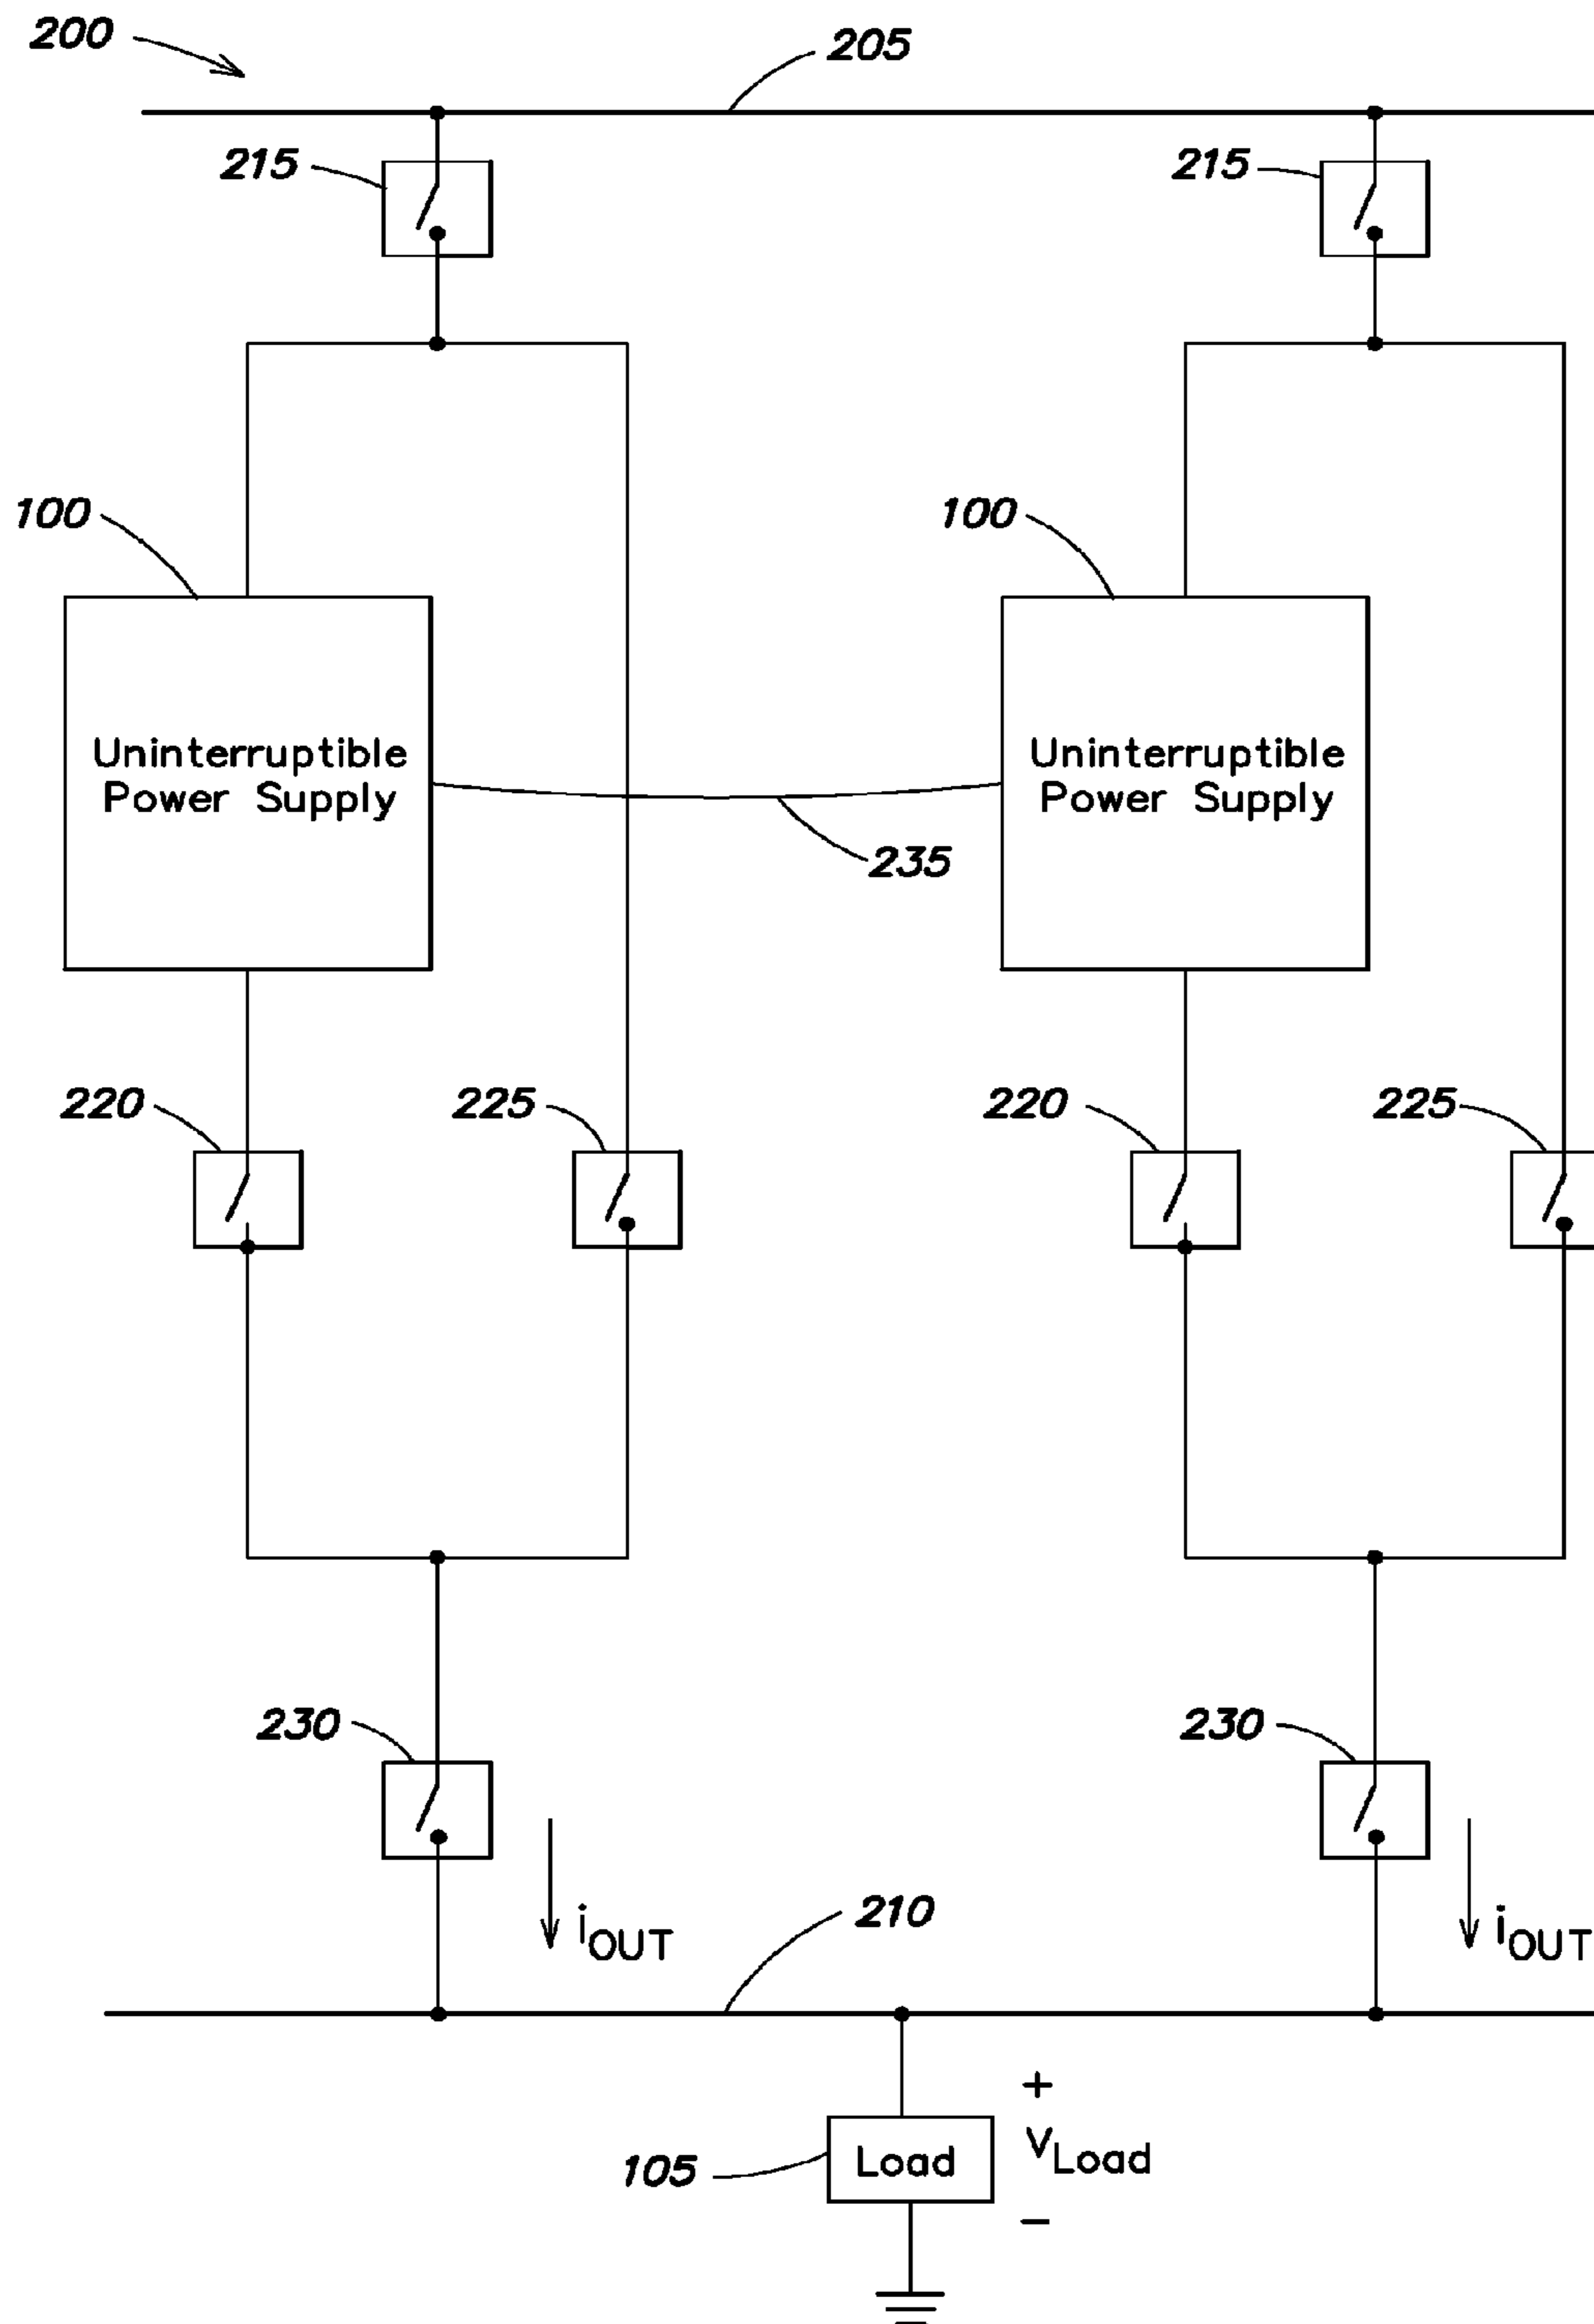 200
205
215
215
100
100
Uninterruptible
Power Supply
Uninterruptible
Power Supply
235
220
225
220
225
230
230
210
iOUT
iOUT
+
105
Load
VLoad
−